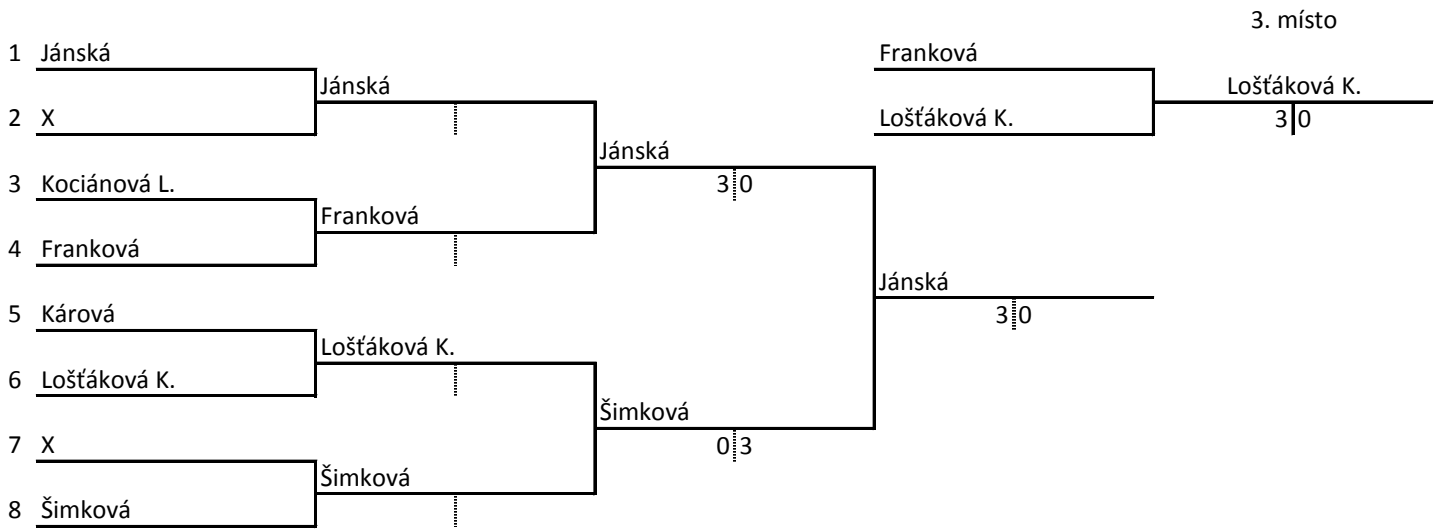 3. místo
1 Jánská
Franková
Jánská
Lošťáková K.
2 X
Lošťáková K.
3 0
Jánská
3 Kociánová L.
3 0
Franková
4 Franková
Jánská
5 Kárová
3 0
Lošťáková K.
6 Lošťáková K.
Šimková
7 X
0 3
Šimková
8 Šimková